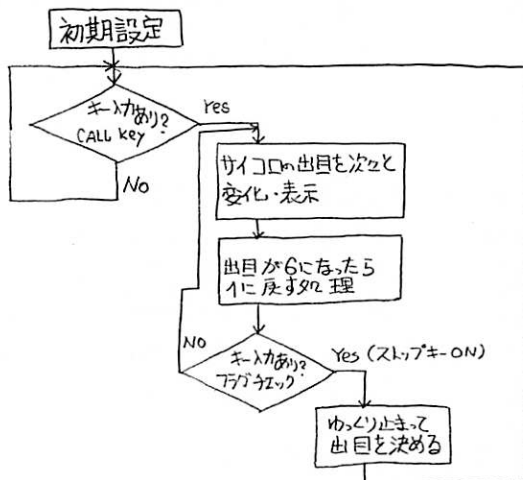 初期設定
キー入力あり?
CALL Key
Yes
No
サイコロの出目を次々と
変化・表示
出目が6になったら
1に戻す処理
No
キー入力あり?
フラグチェック
Yes (ストップキーON)
ゆっくり止まって
出目を決める